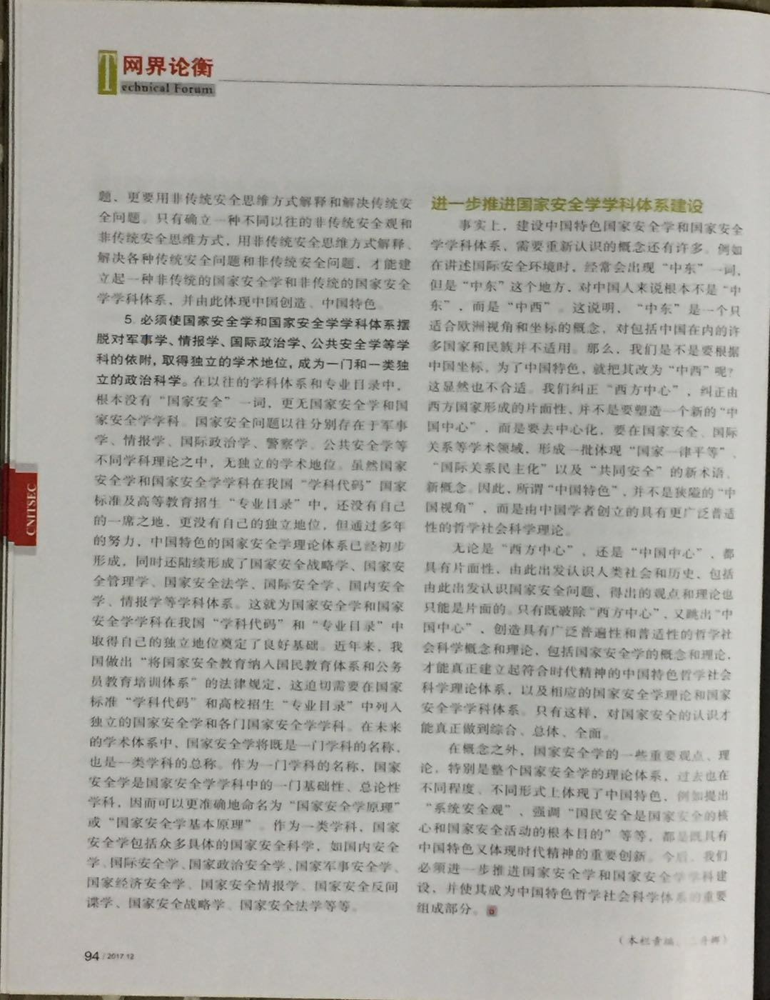 网界论衡
Technical Forum
题，更要用非传统安全思维方式解释和解决传统安
全问题。只有确立一种不同以往的非传统安全观和
非传统安全思维方式，用非传统安全思维方式解释、
解决各种传统安全问题和非传统安全问题，才能建
立起一种非传统的国家安全学和非传统的国家安全
学学科体系，并由此体现中国创造、中国特色。
5. 必须使国家安全学和国家安全学学科体系摆
脱对军事学、情报学、国际政治学、公共安全学等学
科的依附，取得独立的学术地位，成为一门和一类独
立的政治科学。在以往的学科体系和专业目录中，
根本没有“国家安全”一词，更无国家安全学和国
家安全学学科。国家安全问题以往分别存在于军事
学、情报学、国际政治学、警察学、公共安全学等
不同学科理论之中，无独立的学术地位。虽然国家
安全学和国家安全学学科在我国“学科代码”国家
标准及高等教育招生“专业目录”中，还没有自己
的一席之地，更没有自己的独立地位，但通过多年
的努力，中国特色的国家安全学理论体系已经初步
形成，同时还陆续形成了国家安全战略学、国家安
全管理学、国家安全法学、国际安全学、国内安全
学、情报学等学科体系。这就为国家安全学和国家
安全学学科在我国“学科代码”和“专业目录”中
取得自己的独立地位奠定了良好基础。近年来，我
国做出“将国家安全教育纳入国民教育体系和公务
员教育培训体系”的法律规定，这迫切需要在国家
标准“学科代码”和高校招生“专业目录”中列入
独立的国家安全学和各门国家安全学学科。在未来
的学术体系中，国家安全学将既是一门学科的名称，
也是一类学科的总称。作为一门学科的名称，国家
安全学是国家安全学学科中的一门基础性、总论性
学科，因而可以更准确地命名为“国家安全学原理”
或“国家安全学基本原理”。作为一类学科，国家
安全学包括众多具体的国家安全科学，如国内安全
学、国际安全学、国家政治安全学、国家军事安全学、
国家经济安全学、国家安全情报学、国家安全反间
谍学、国家安全战略学、国家安全法学等等。
进一步推进国家安全学学科体系建设
事实上，建设中国特色国家安全学和国家安全
学学科体系，需要重新认识的概念还有许多。例如
在讲述国际安全环境时，经常会出现“中东”一词，
但是“中东”这个地方，对中国人来说根本不是“中
东”，而是“中西”。这说明，“中东”是一个只
适合欧洲视角和坐标的概念，对包括中国在内的许
多国家和民族并不适用。那么，我们是不是要根据
中国坐标，为了中国特色，就把其改为“中西”呢？
这显然也不合适。我们纠正“西方中心”，纠正由
西方国家形成的片面性，并不是要塑造一个新的“中
国中心”，而是要去中心化，要在国家安全、国际
关系等学术领域，形成一批体现“国家一律平等”、
“国际关系民主化”以及“共同安全”的新术语、
新概念。因此，所谓“中国特色”，并不是狭隘的“中
国视角”，而是由中国学者创立的具有更广泛普适
性的哲学社会科学理论。
无论是“西方中心”，还是“中国中心”，都
具有片面性，由此出发认识人类社会和历史，包括
由此出发认识国家安全问题，得出的观点和理论也
只能是片面的。只有既破除“西方中心”，又跳出“中
国中心”，创造具有广泛普遍性和普适性的哲学社
会科学概念和理论，包括国家安全学的概念和理论，
才能真正建立起符合时代精神的中国特色哲学社会
科学理论体系，以及相应的国家安全学理论和国家
安全学学科体系。只有这样，对国家安全的认识才
能真正做到综合、总体、全面。
在概念之外，国家安全学的一些重要观点、理
论，特别是整个国家安全学的理论体系，过去也在
不同程度、不同形式上体现了中国特色，例如提出
“系统安全观”、强调“国民安全是国家安全的核
心和国家安全活动的根本目的”等等，都是既具有
中国特色又体现时代精神的重要创新。今后，我们
必须进一步推进国家安全学和国家安全学学科建
设，并使其成为中国特色哲学社会科学体系的重要
组成部分。
（本栏责编：
CNITSEC
94 / 2017.12